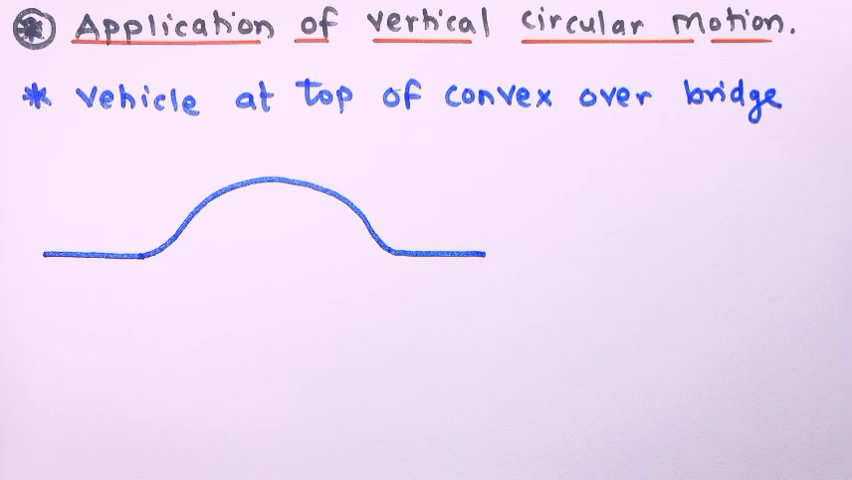 * Application of vertical circular motion.
* vehicle at top of convex over bridge